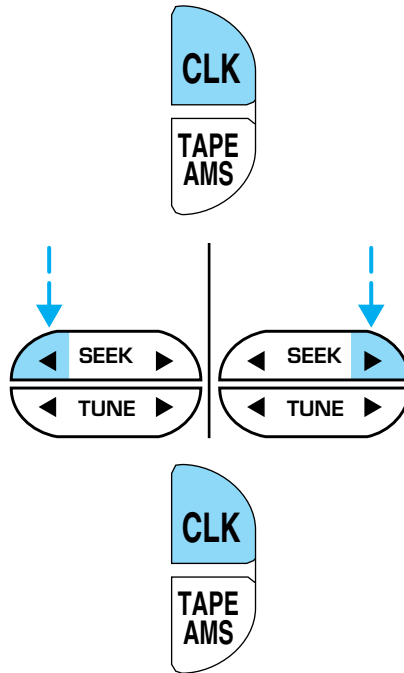 CLK
TAPE
AMS
◀ SEEK ▶
◀ SEEK ▶
◀ TUNE ▶
◀ TUNE ▶
CLK
TAPE
AMS